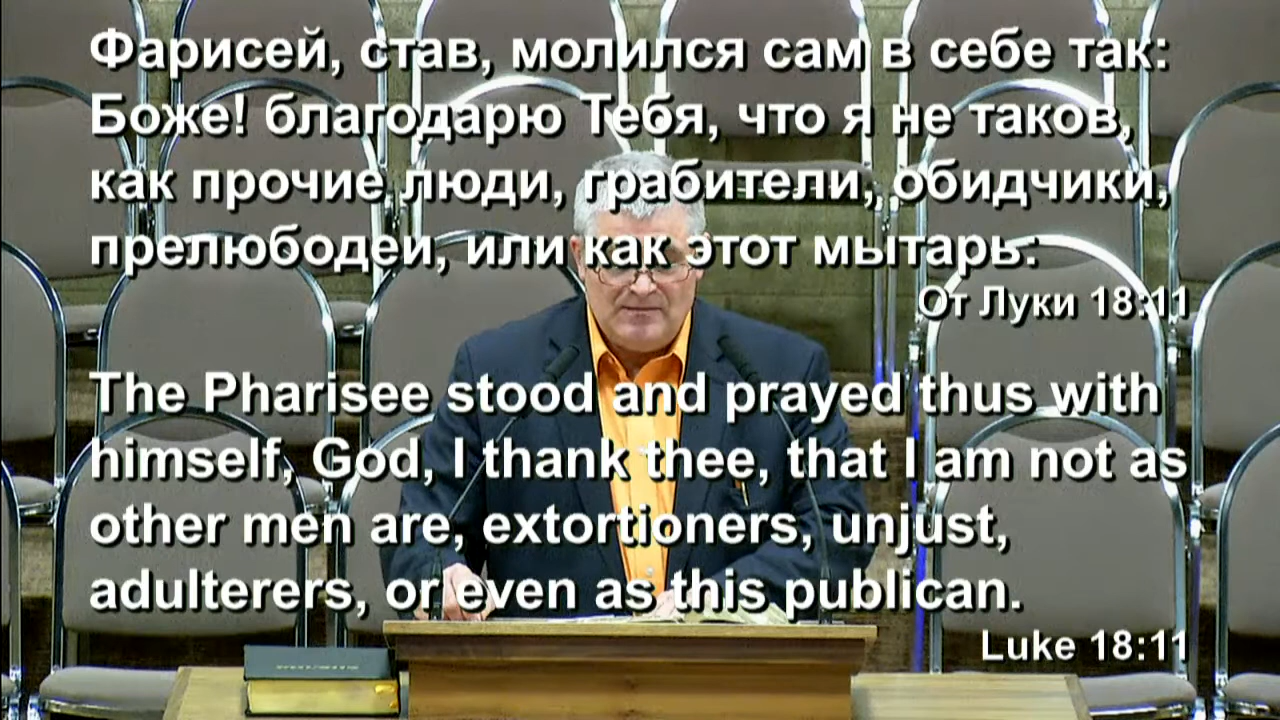 Фарисей, став, молился сам в себе так:
Боже! благодарю Тебя, что я не таков,
как прочие люди, грабители, обидчики,
прелюбодеи, или как этот мытарь:
От Луки 18:11
The Pharisee stood and prayed thus with
himself, God, I thank thee, that I am not as
other men are, extortioners, unjust,
adulterers, or even as this publican.
Luke 18:11